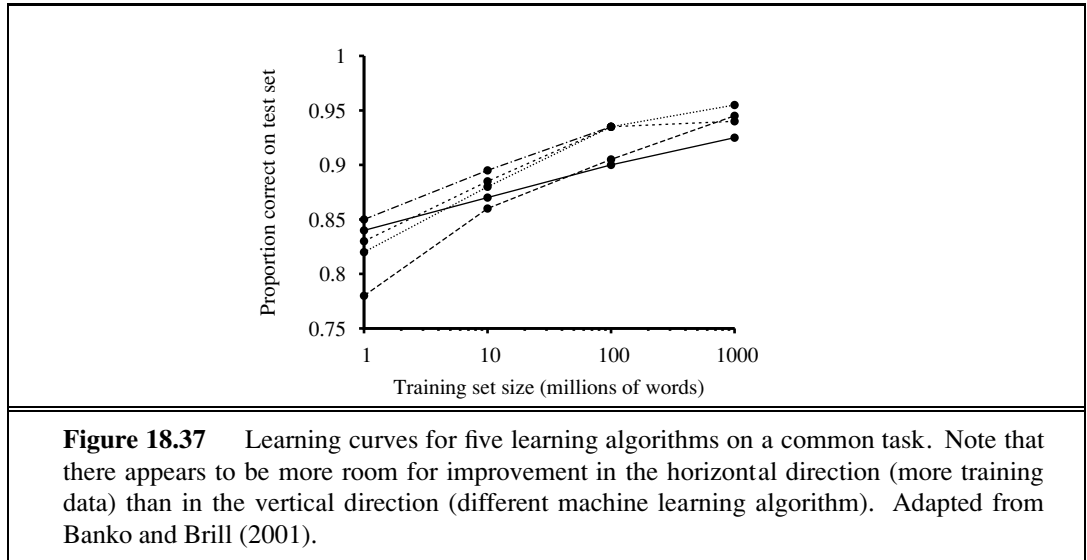 1
0.95
0.9
0.85
0.8
0.75
Proportion correct on test set
1 10 100 1000
Training set size (millions of words)
Figure 18.37 Learning curves for five learning algorithms on a common task. Note that
there appears to be more room for improvement in the horizontal direction (more training
data) than in the vertical direction (different machine learning algorithm). Adapted from
Banko and Brill (2001).